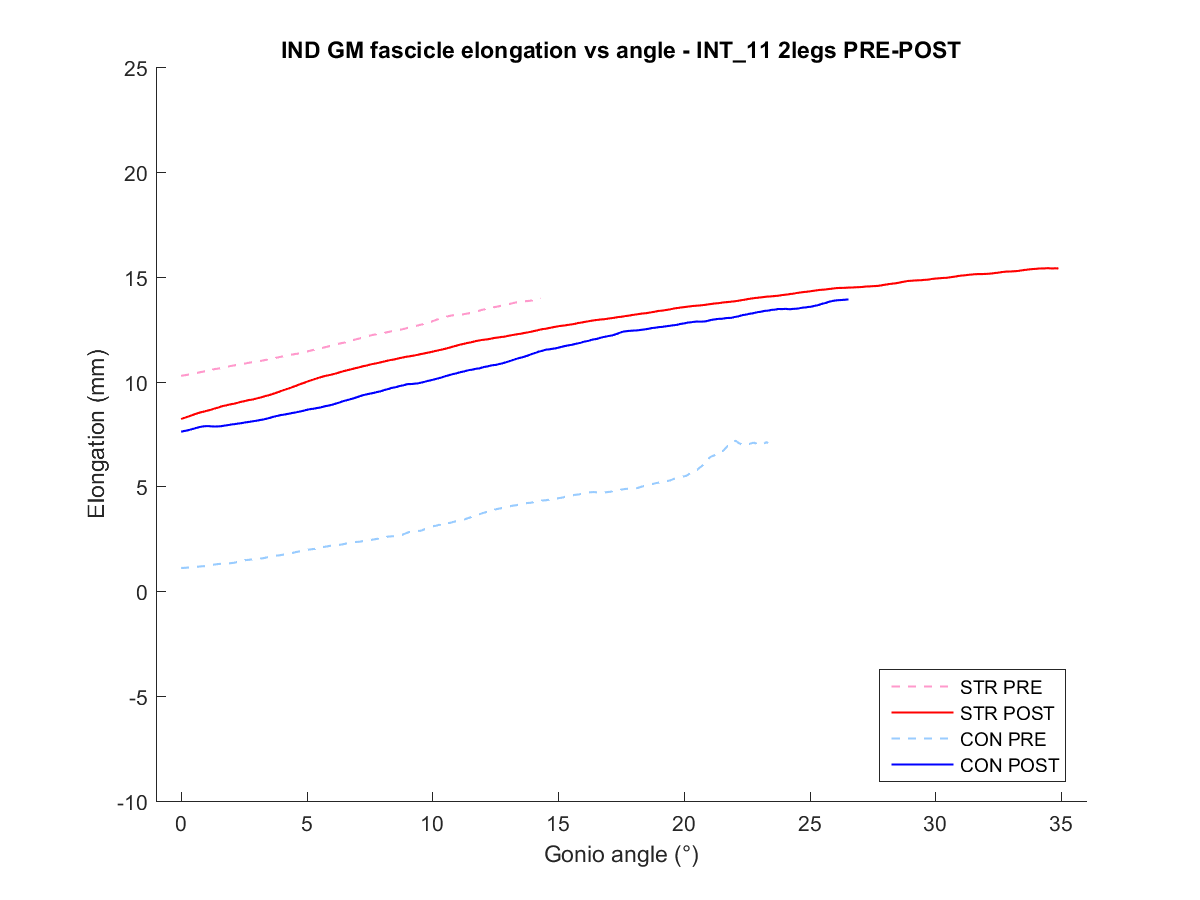 IND GM fascicle elongation vs angle - INT_11 2legs PRE-POST
25
20
15
10
5
0
-5
-10
Elongation (mm)
0 5 10 15 20 25 30 35
Gonio angle (°)
STR PRE
STR POST
CON PRE
CON POST